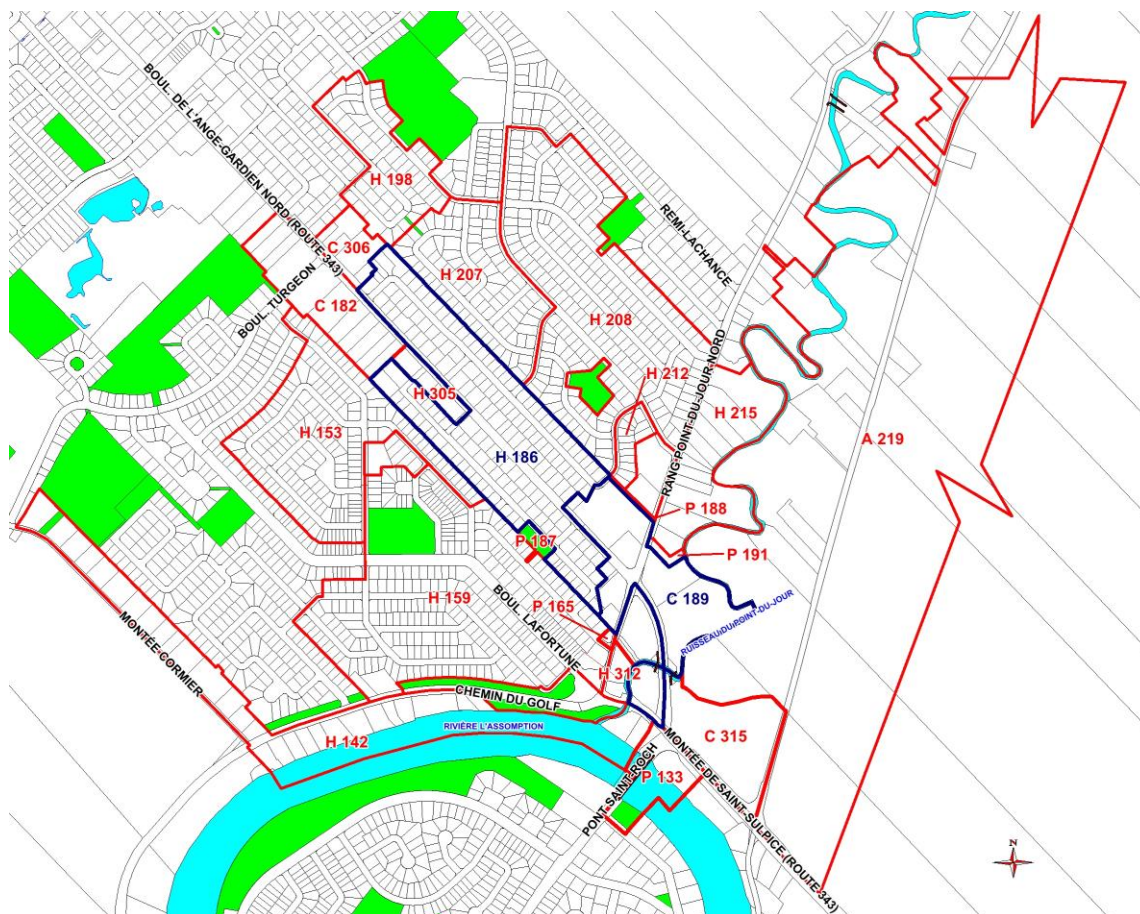 BOUL. DE L'ANGE-GARDIEN NORD (ROUTE 343)
H 198
REMI-LACHANCE
C 306
H 207
BOUL. TURGEON
C 182
H 208
RANG POINT-DU-JOUR NORD
H 212
H 305
H 215
H 153
A 219
H 186
P 188
P 187
P 191
H 159
BOUL. LAFORTUNE
P 165
C 189
RUISSEAU DU POINT-DU-JOUR
MONTÉE CORMIER
H 312
CHEMIN DU GOLF
RIVIÈRE L'ASSOMPTION
H 142
C 315
MONTÉE-DE-SAINT-SULPICE (ROUTE 343)
PONT SAINT-ROCH
P 133
N